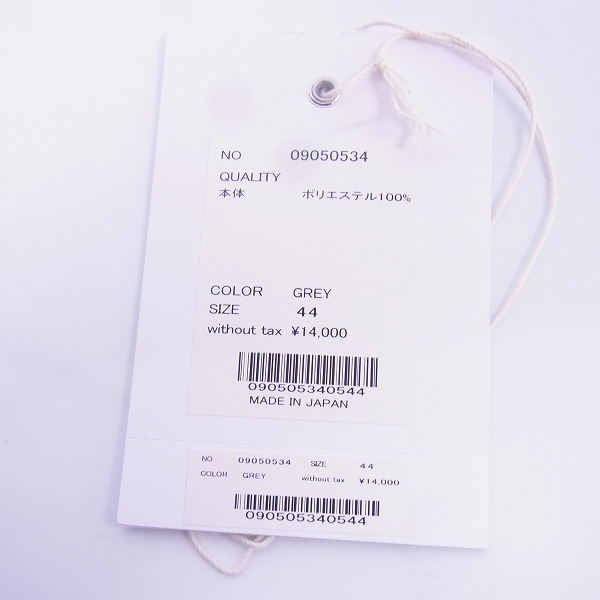 NO 09050534
QUALITY
本体 ポリエステル100%
COLOR GREY
SIZE 44
without tax ¥14,000
090505340544
MADE IN JAPAN
NO 09050534 SIZE 44
COLOR GREY without tax ¥14,000
090505340544